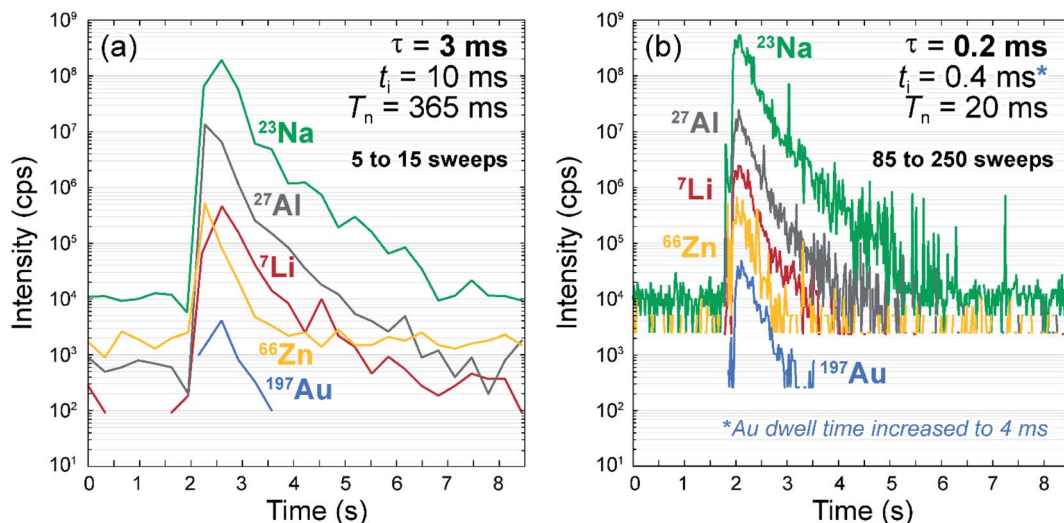 (a)
τ = 3 ms
tᵢ = 10 ms
Tₙ = 365 ms
5 to 15 sweeps
²³Na
²⁷Al
⁷Li
⁶⁶Zn
¹⁹⁷Au
Intensity (cps)
10⁹
10⁸
10⁷
10⁶
10⁵
10⁴
10³
10²
10¹
0 1 2 3 4 5 6 7 8
Time (s)
(b)
τ = 0.2 ms
tᵢ = 0.4 ms*
Tₙ = 20 ms
85 to 250 sweeps
²³Na
²⁷Al
⁷Li
⁶⁶Zn
¹⁹⁷Au
*Au dwell time increased to 4 ms
Intensity (cps)
10⁹
10⁸
10⁷
10⁶
10⁵
10⁴
10³
10²
10¹
0 1 2 3 4 5 6 7 8
Time (s)